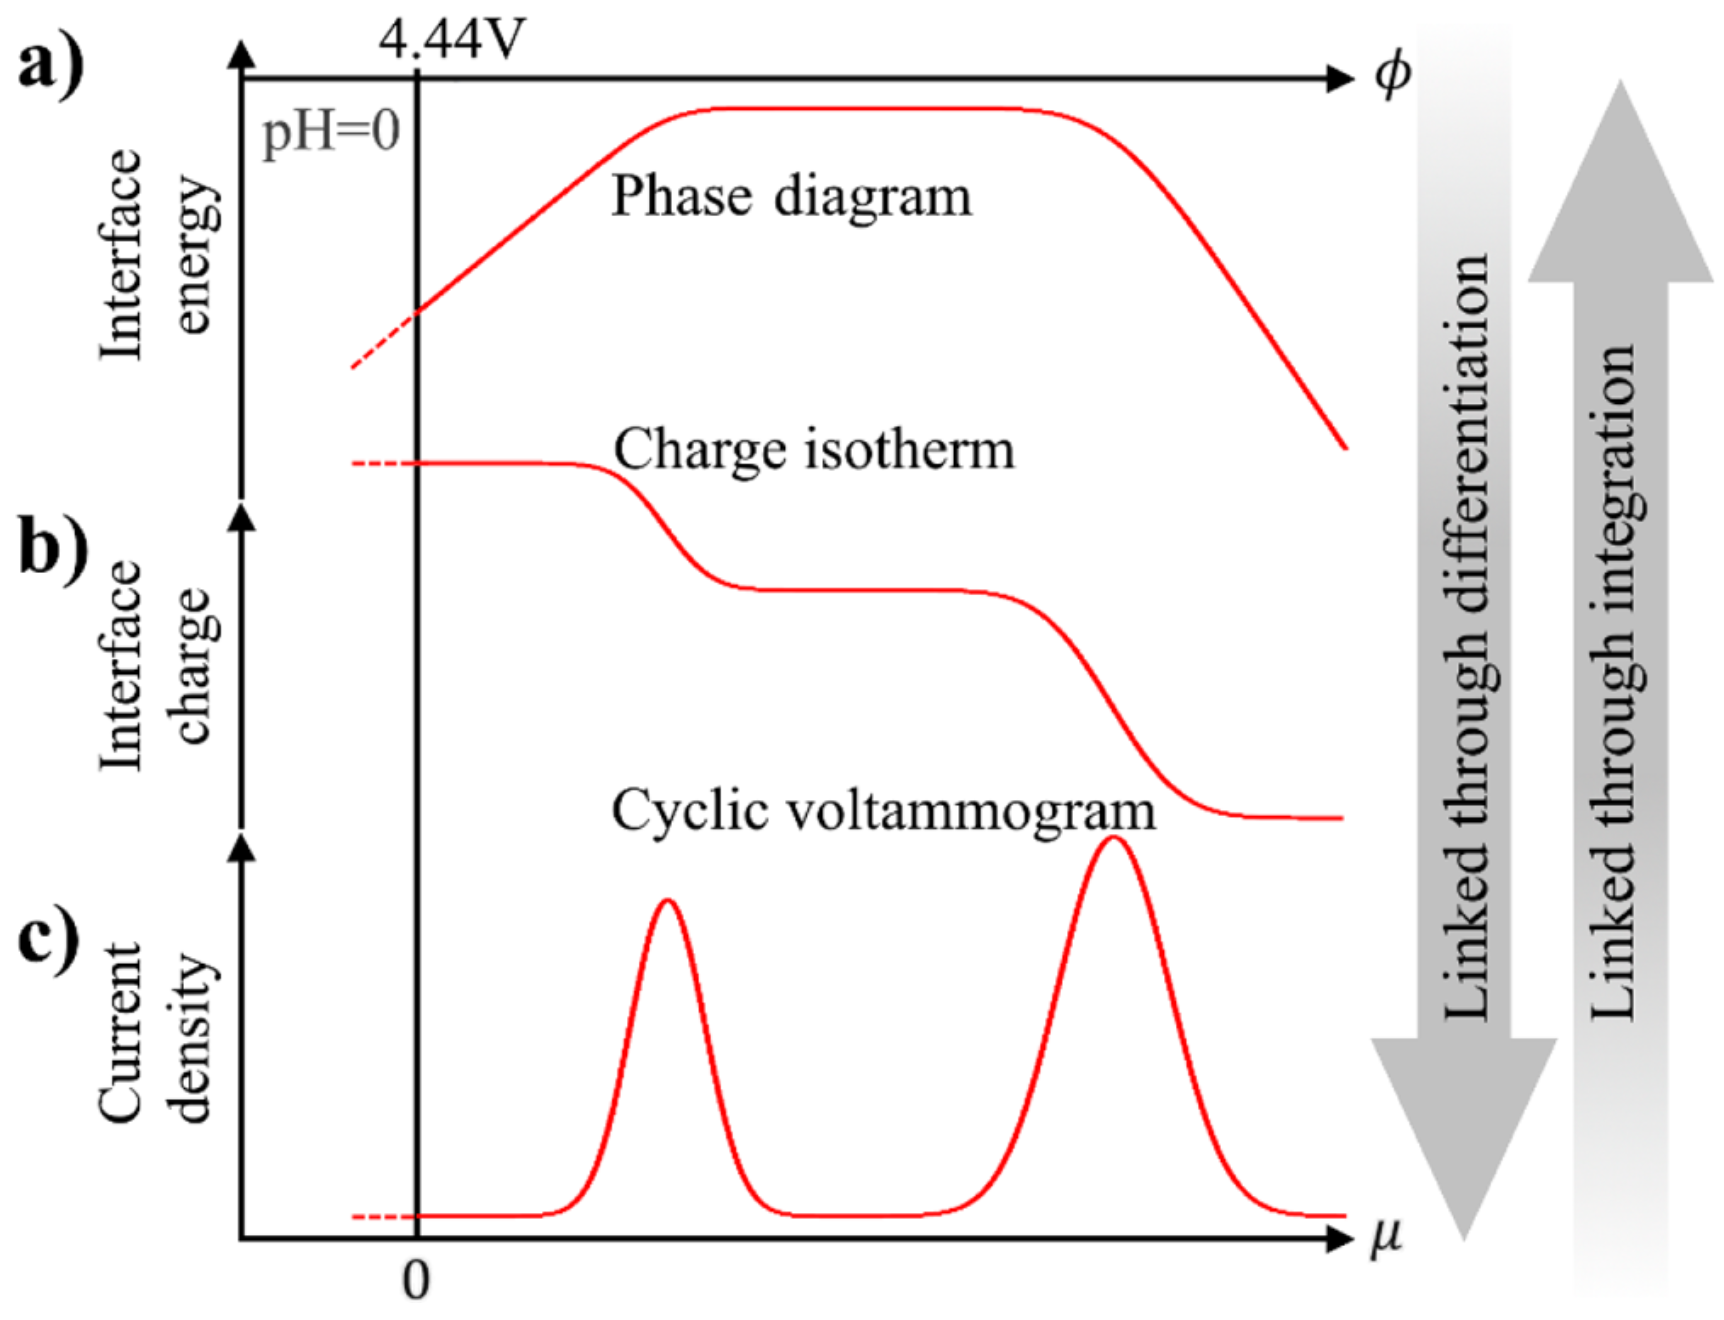 a)
4.44V
ϕ
pH=0
Interface
energy
Phase diagram
Charge isotherm
b)
Interface
charge
Cyclic voltammogram
c)
Current
density
μ
0
Linked through differentiation
Linked through integration